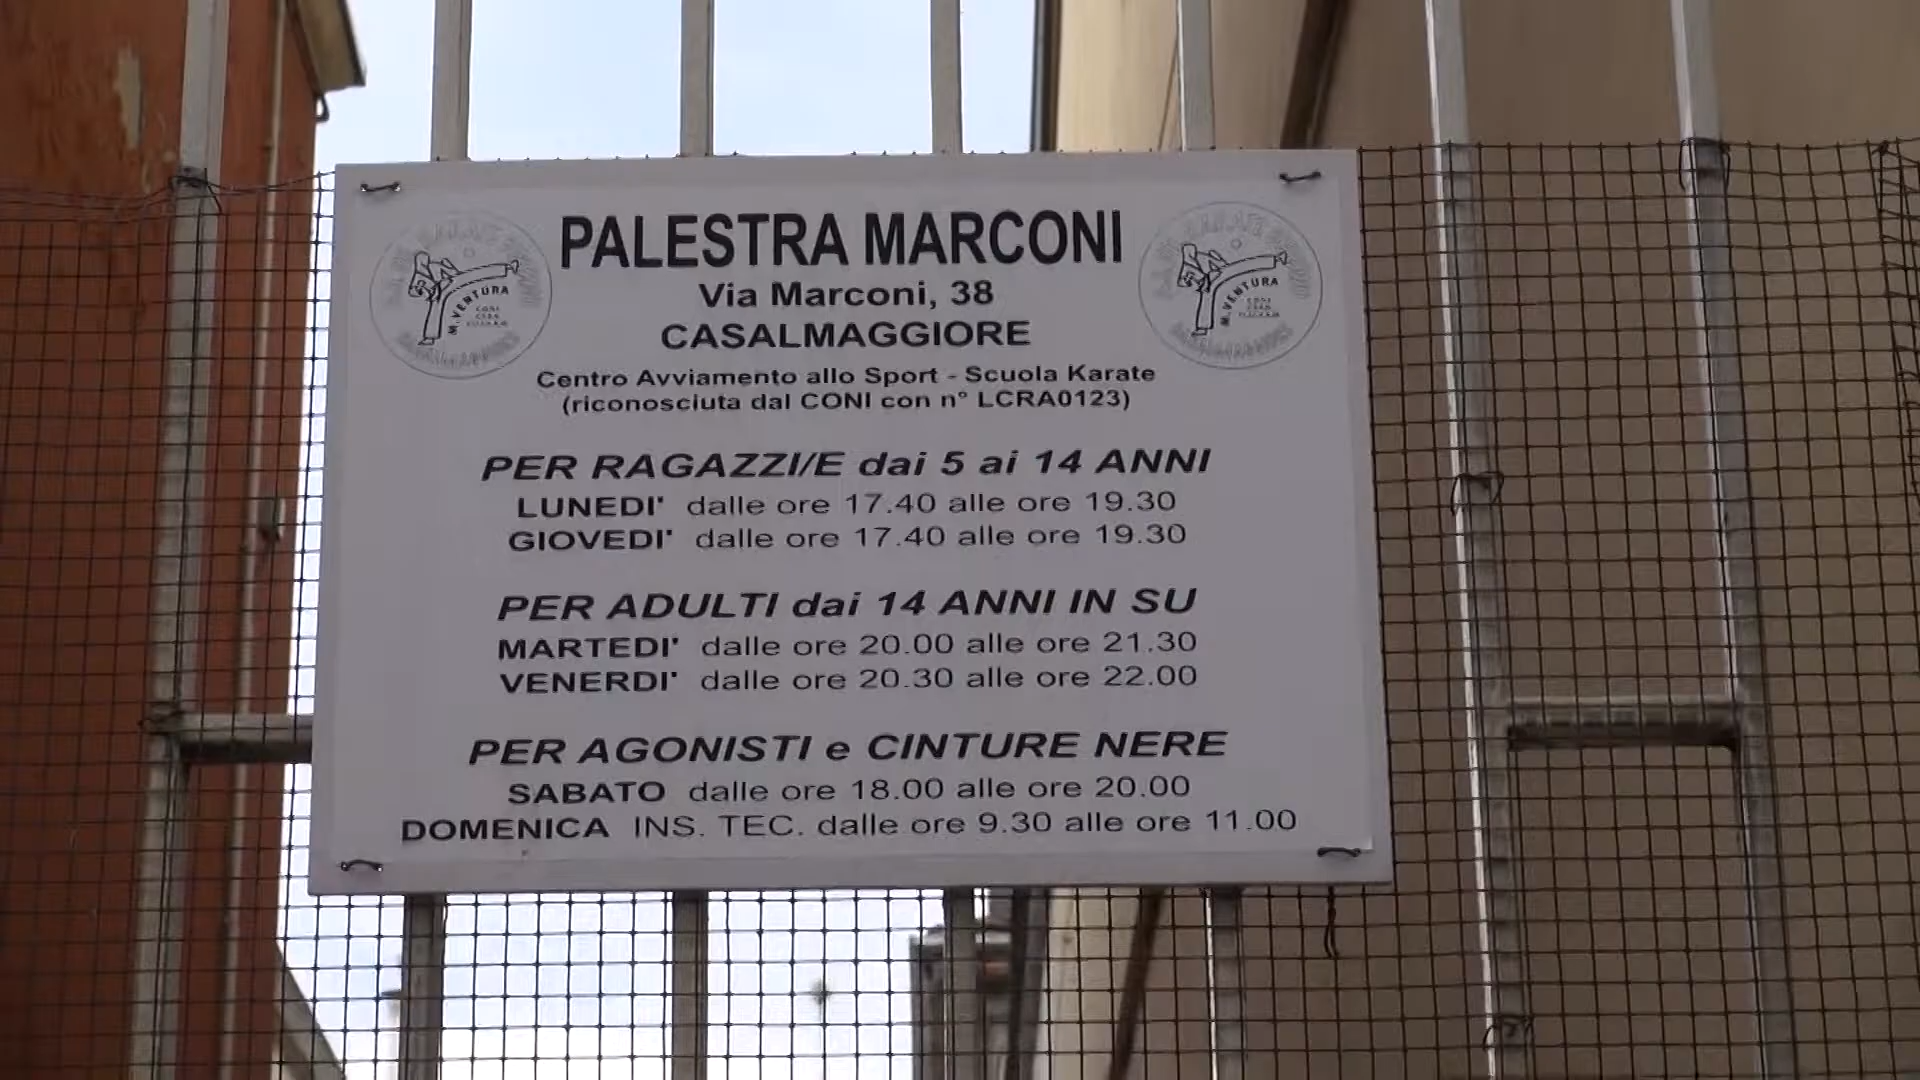 PALESTRA MARCONI
Via Marconi, 38
CASALMAGGIORE
Centro Avviamento allo Sport - Scuola Karate
(riconosciuta dal CONI con n° LCRA0123)
PER RAGAZZI/E dai 5 ai 14 ANNI
LUNEDI' dalle ore 17.40 alle ore 19.30
GIOVEDI' dalle ore 17.40 alle ore 19.30
PER ADULTI dai 14 ANNI IN SU
MARTEDI' dalle ore 20.00 alle ore 21.30
VENERDI' dalle ore 20.30 alle ore 22.00
PER AGONISTI e CINTURE NERE
SABATO dalle ore 18.00 alle ore 20.00
DOMENICA INS. TEC. dalle ore 9.30 alle ore 11.00
M. VENTURA
CONI
M. VENTURA
CONI